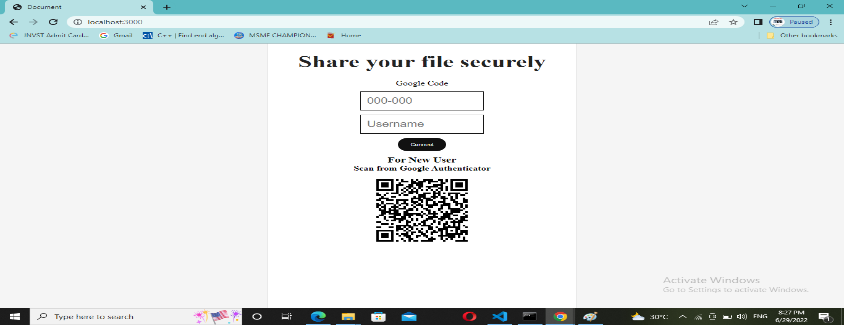 Document
localhost:3000
Paused
INVST Admit Card...
Gmail
C++ | Find and alg...
MSME CHAMPION...
Home
Other bookmarks
Share your file securely
Google Code
000-000
Username
Connect
For New User
Scan from Google Authenticator
Activate Windows
Go to Settings to activate Windows.
Type here to search
30°C
ENG
8:27 PM
6/29/2022